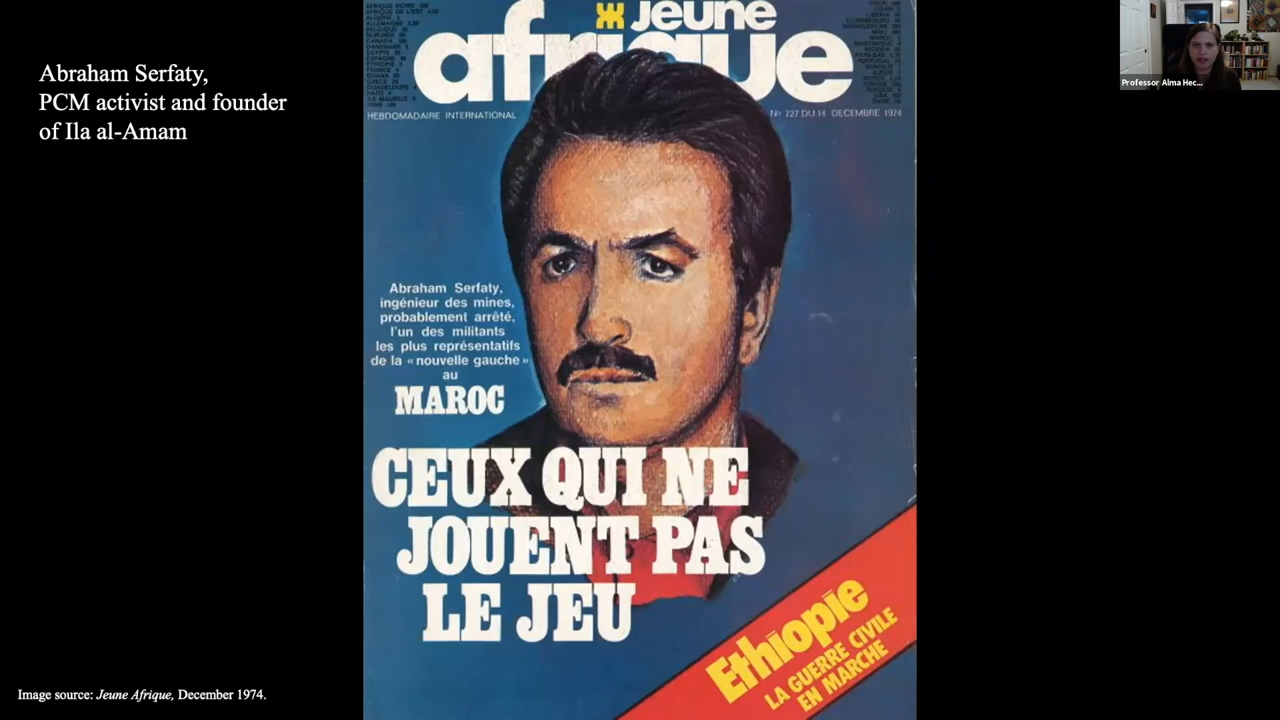 Abraham Serfaty,
PCM activist and founder
of Ila al-Amam
Jeune
afrique
HEBDOMADAIRE INTERNATIONAL
N° 727 DU 14 DECEMBRE 1974
Abraham Serfaty,
ingénieur des mines,
probablement arrêté,
l'un des militants
les plus représentatifs
de la « nouvelle gauche »
au
MAROC
CEUX QUI NE
JOUENT PAS
LE JEU
Ethiopie
LA GUERRE CIVILE
EN MARCHE
Image source: Jeune Afrique, December 1974.
Professor Alma Hec...